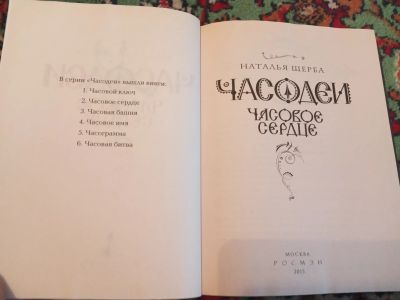 В серии «Часодеи» вышли книги:
1. Часовой ключ
2. Часовое сердце
3. Часовая башня
4. Часовое имя
5. Часограмма
6. Часовая битва
НАТАЛЬЯ ЩЕРБА
ЧАСОДЕИ
ЧАСОВОЕ
СЕРДЦЕ
МОСКВА
РОСМЭН
2015